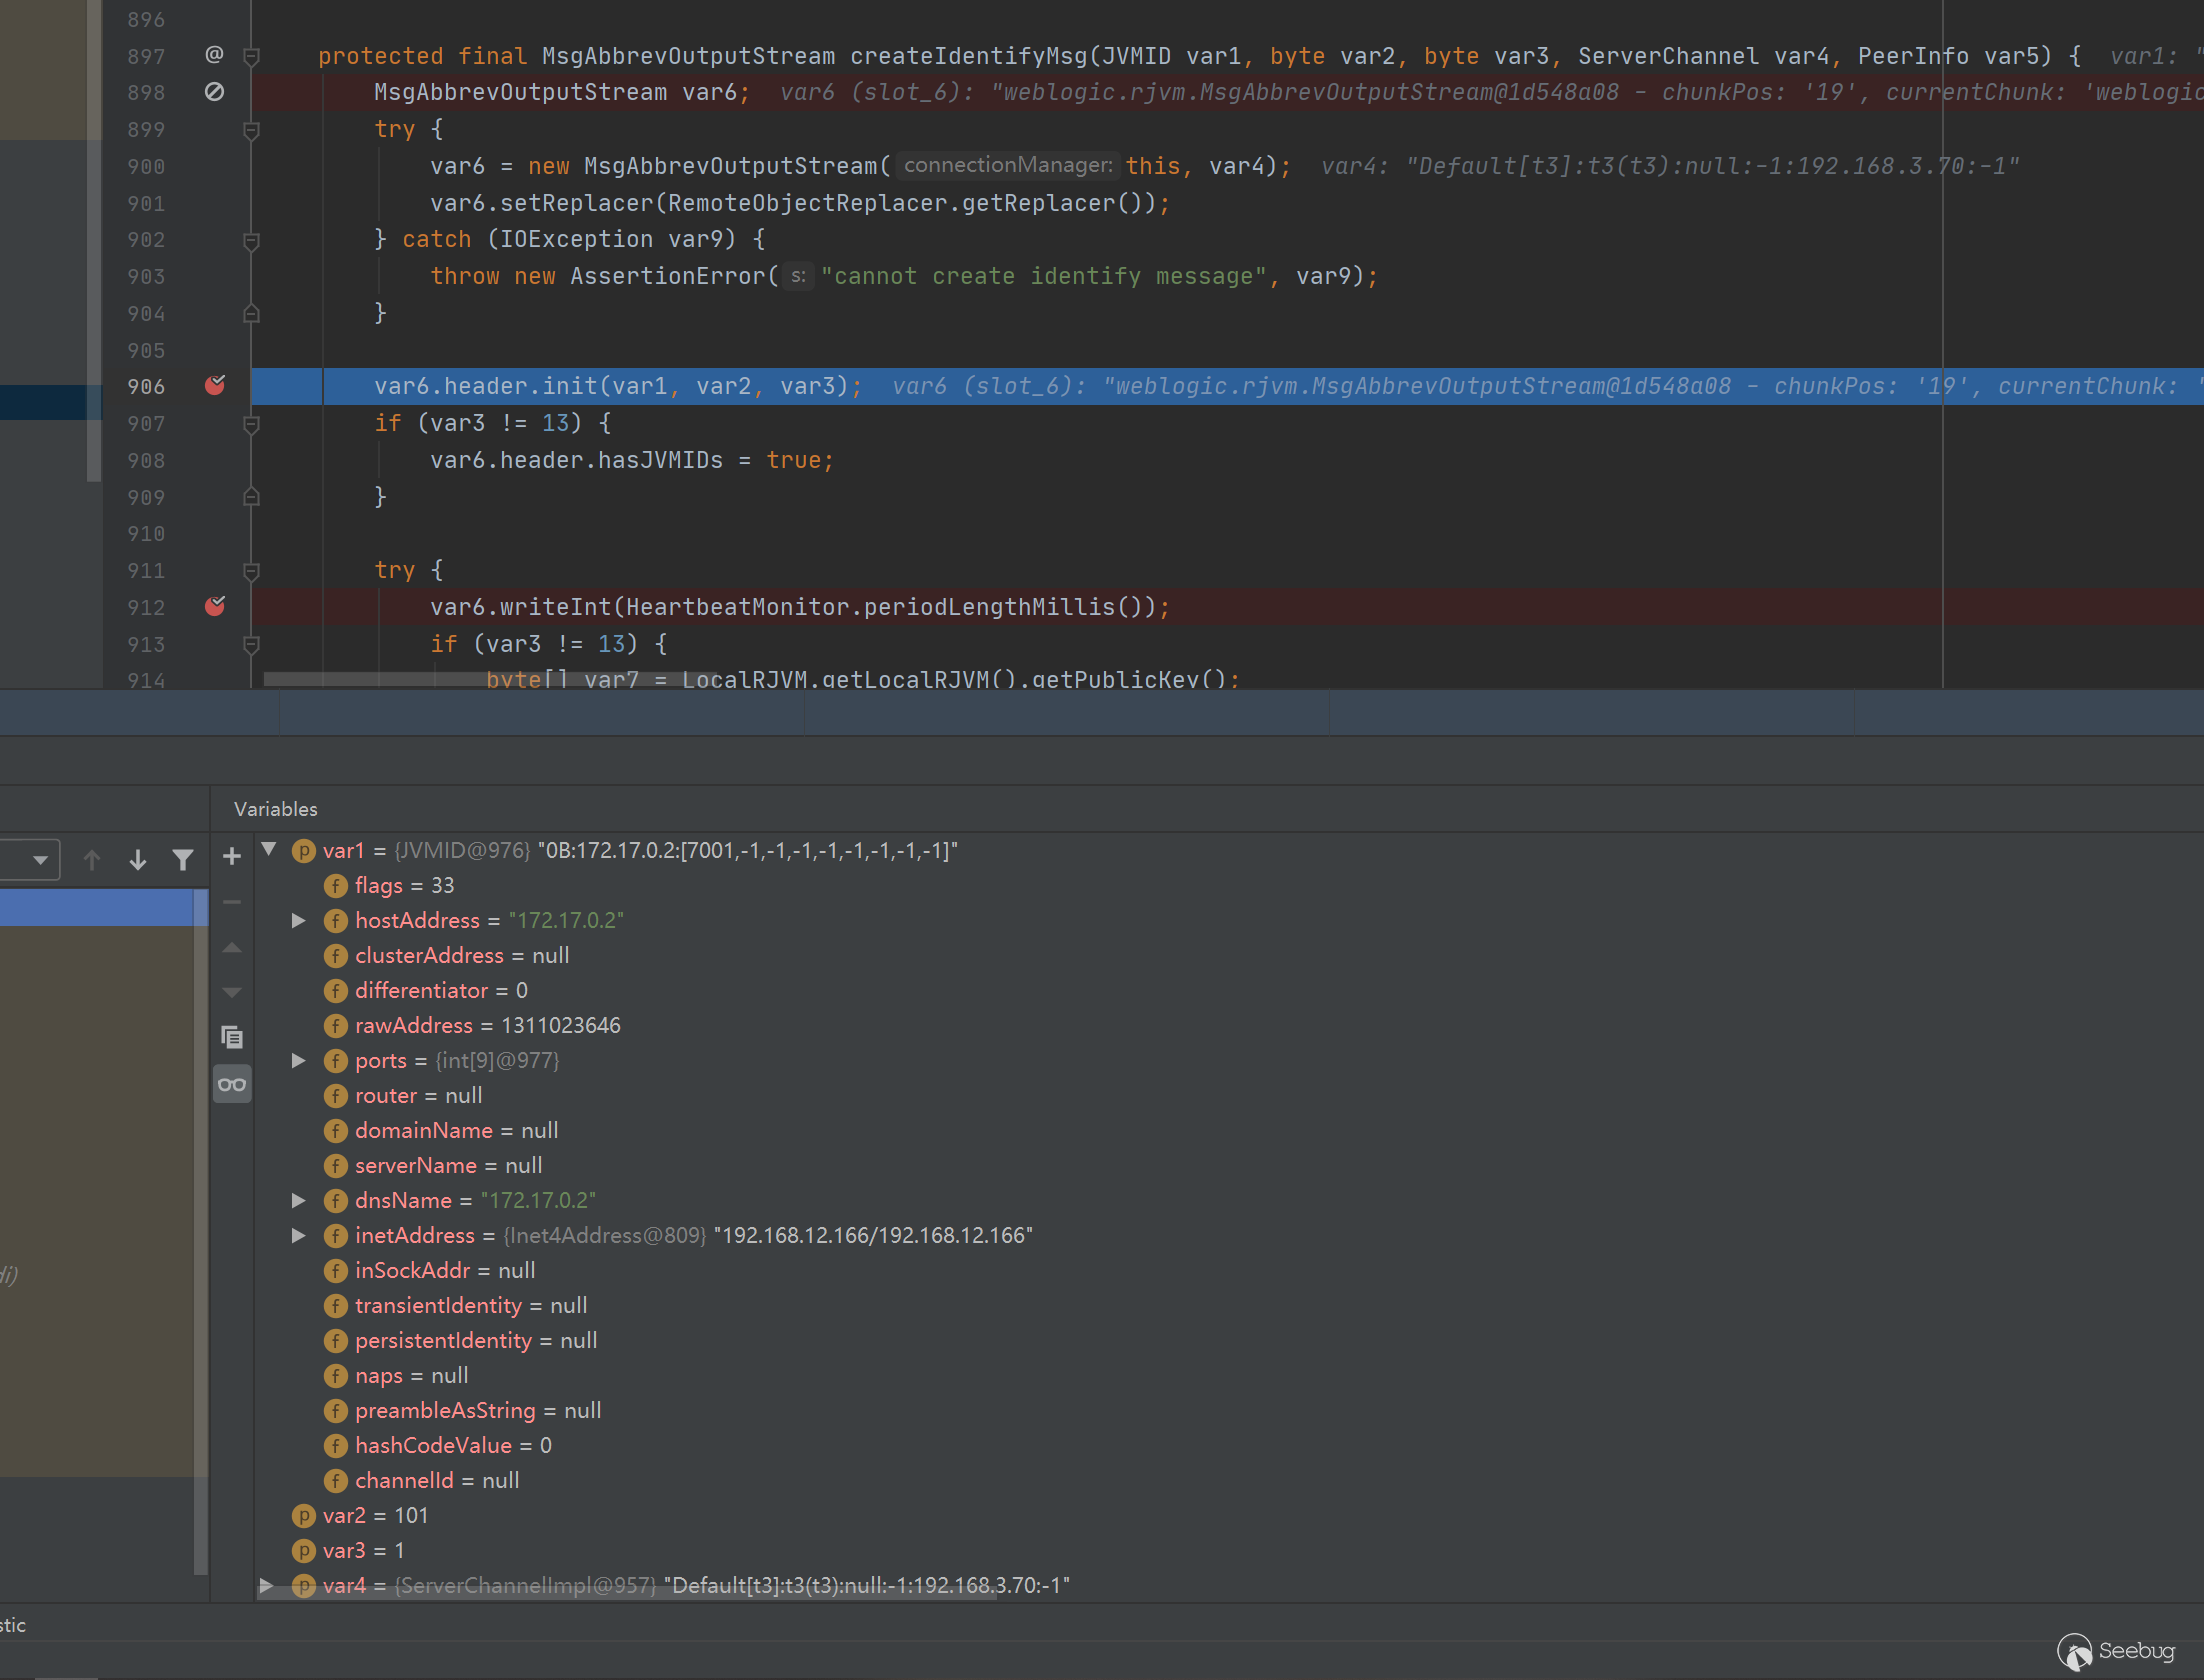 896
897 @ protected final MsgAbbrevOutputStream createIdentifyMsg(JVMID var1, byte var2, byte var3, ServerChannel var4, PeerInfo var5) { var1: "
898 MsgAbbrevOutputStream var6; var6 (slot_6): "weblogic.rjvm.MsgAbbrevOutputStream@1d548a08 - chunkPos: '19', currentChunk: 'weblogic
899 try {
900 var6 = new MsgAbbrevOutputStream( connectionManager: this, var4); var4: "Default[t3]:t3(t3):null:-1:192.168.3.70:-1"
901 var6.setReplacer(RemoteObjectReplacer.getReplacer());
902 } catch (IOException var9) {
903 throw new AssertionError( s: "cannot create identify message", var9);
904 }
905
906 var6.header.init(var1, var2, var3); var6 (slot_6): "weblogic.rjvm.MsgAbbrevOutputStream@1d548a08 - chunkPos: '19', currentChunk: '
907 if (var3 != 13) {
908 var6.header.hasJVMIDs = true;
909 }
910
911 try {
912 var6.writeInt(HeartbeatMonitor.periodLengthMillis());
913 if (var3 != 13) {
914 byte[] var7 = LocalRJVM.getLocalRJVM().getPublicKey();
Variables
p var1 = {JVMID@976} "0B:172.17.0.2:[7001,-1,-1,-1,-1,-1,-1,-1,-1]"
f flags = 33
f hostAddress = "172.17.0.2"
f clusterAddress = null
f differentiator = 0
f rawAddress = 1311023646
f ports = {int[9]@977}
f router = null
f domainName = null
f serverName = null
f dnsName = "172.17.0.2"
f inetAddress = {Inet4Address@809} "192.168.12.166/192.168.12.166"
di)
f inSockAddr = null
f transientIdentity = null
f persistentIdentity = null
f naps = null
f preambleAsString = null
f hashCodeValue = 0
f channelId = null
p var2 = 101
p var3 = 1
p var4 = {ServerChannelImpl@957} "Default[t3]:t3(t3):null:-1:192.168.3.70:-1"
stic
Seebug